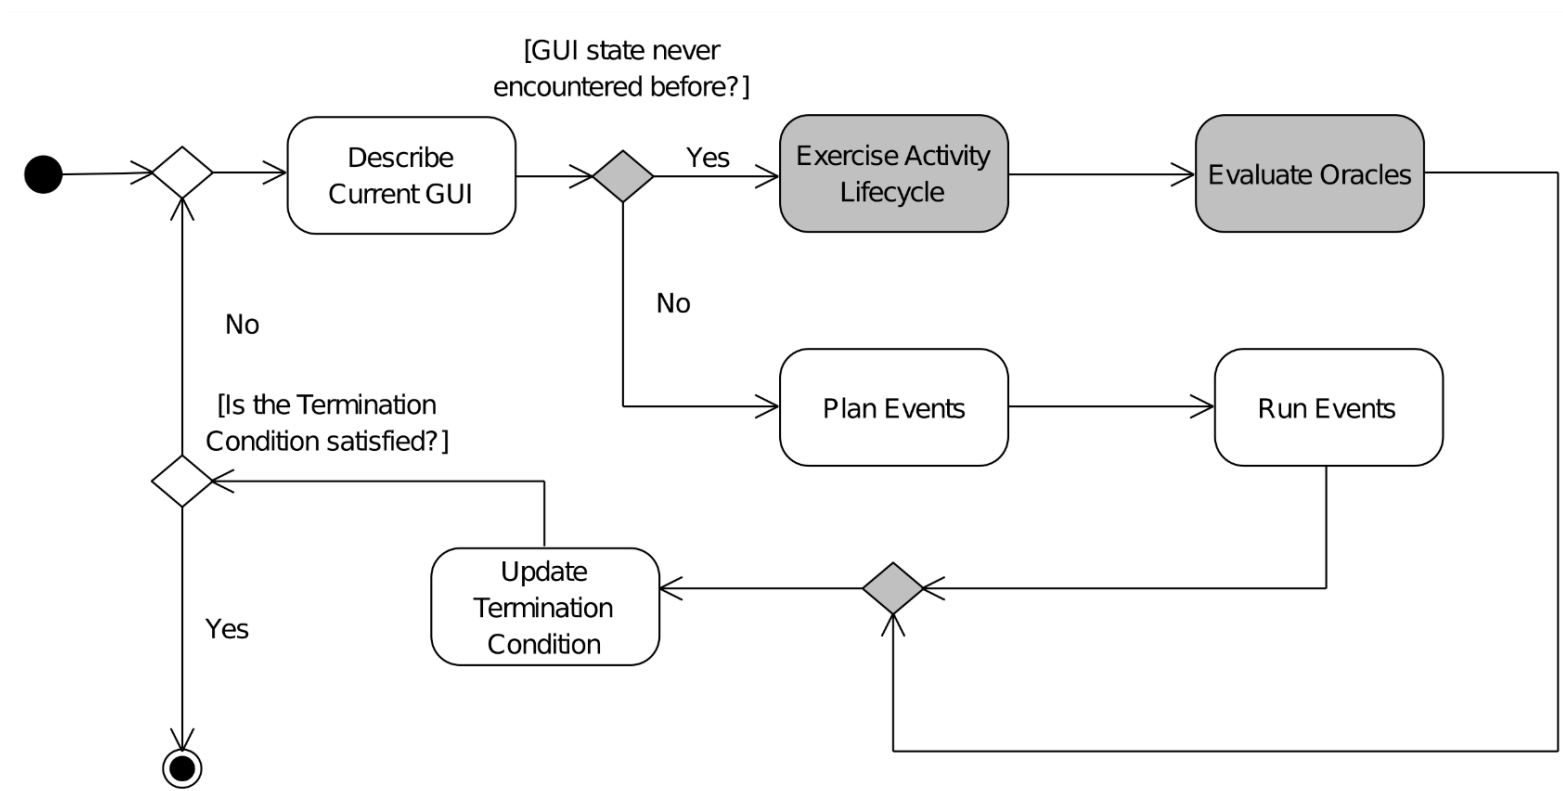 [GUI state never
encountered before?]
Describe
Current GUI
Yes
Exercise Activity
Lifecycle
Evaluate Oracles
No
No
Plan Events
Run Events
[Is the Termination
Condition satisfied?]
Update
Termination
Condition
Yes